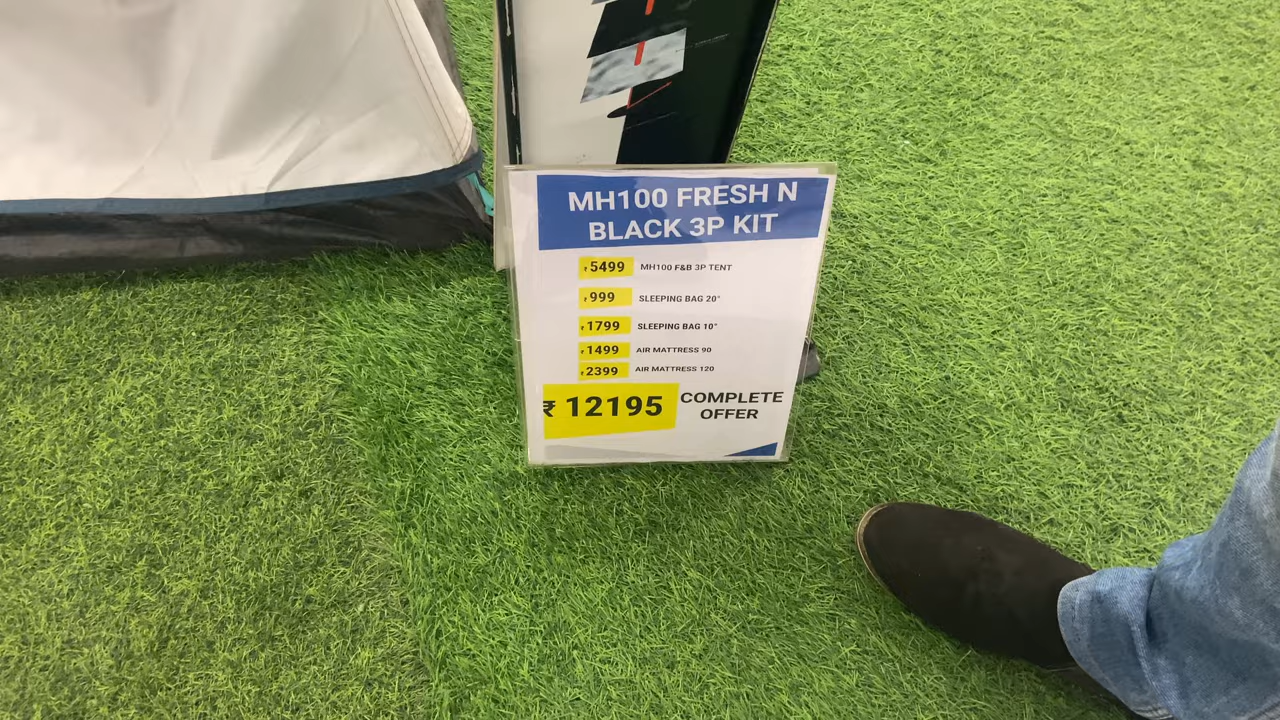 MH100 FRESH N
BLACK 3P KIT
₹5499 MH100 F&B 3P TENT
₹999 SLEEPING BAG 20°
₹1799 SLEEPING BAG 10°
₹1499 AIR MATTRESS 90
₹2399 AIR MATTRESS 120
₹ 12195 COMPLETE
OFFER